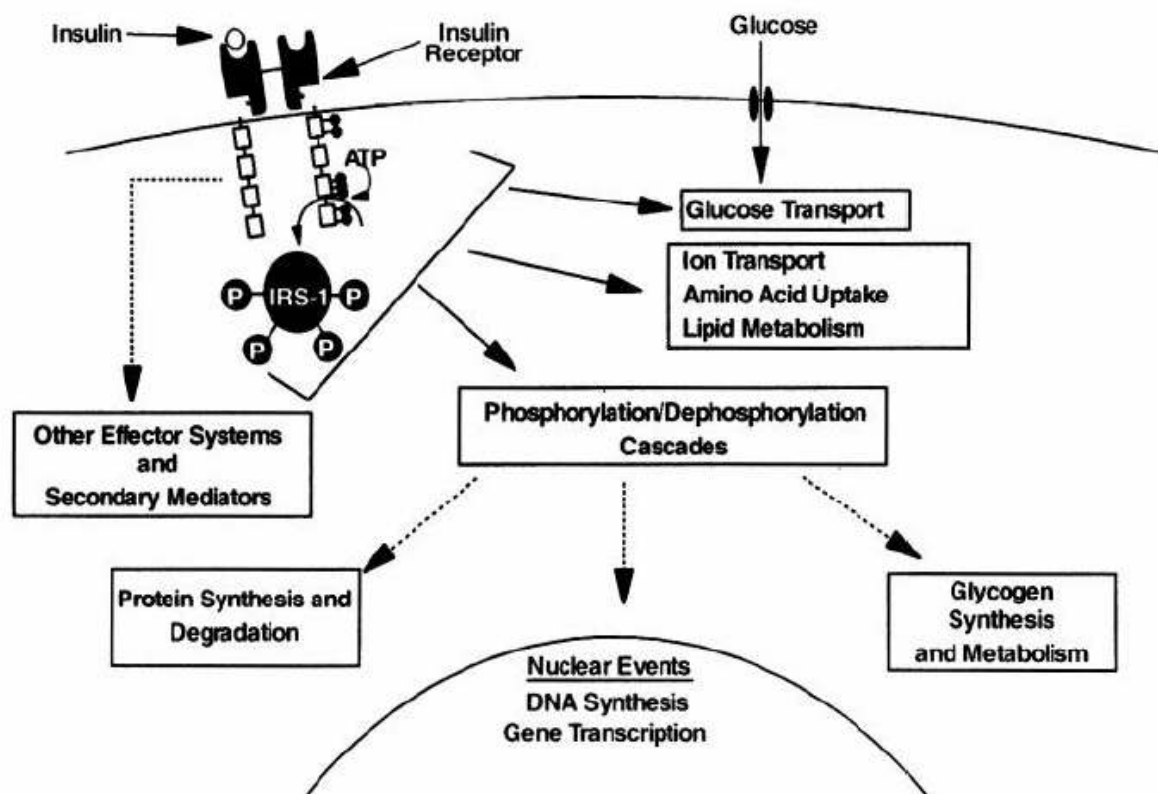 Insulin
Insulin
Receptor
Glucose
ATP
Glucose Transport
Ion Transport
Amino Acid Uptake
Lipid Metabolism
IRS-1
P
P
P
P
Phosphorylation/Dephosphorylation
Cascades
Other Effector Systems
and
Secondary Mediators
Protein Synthesis and
Degradation
Glycogen
Synthesis
and Metabolism
Nuclear Events
DNA Synthesis
Gene Transcription